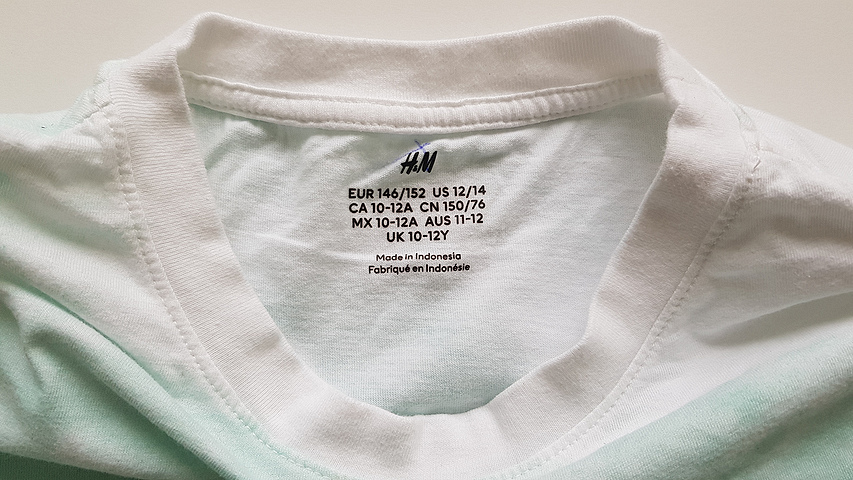 H&M
EUR 146/152 US 12/14
CA 10-12A CN 150/76
MX 10-12A AUS 11-12
UK 10-12Y
Made in Indonesia
Fabriqué en Indonésie